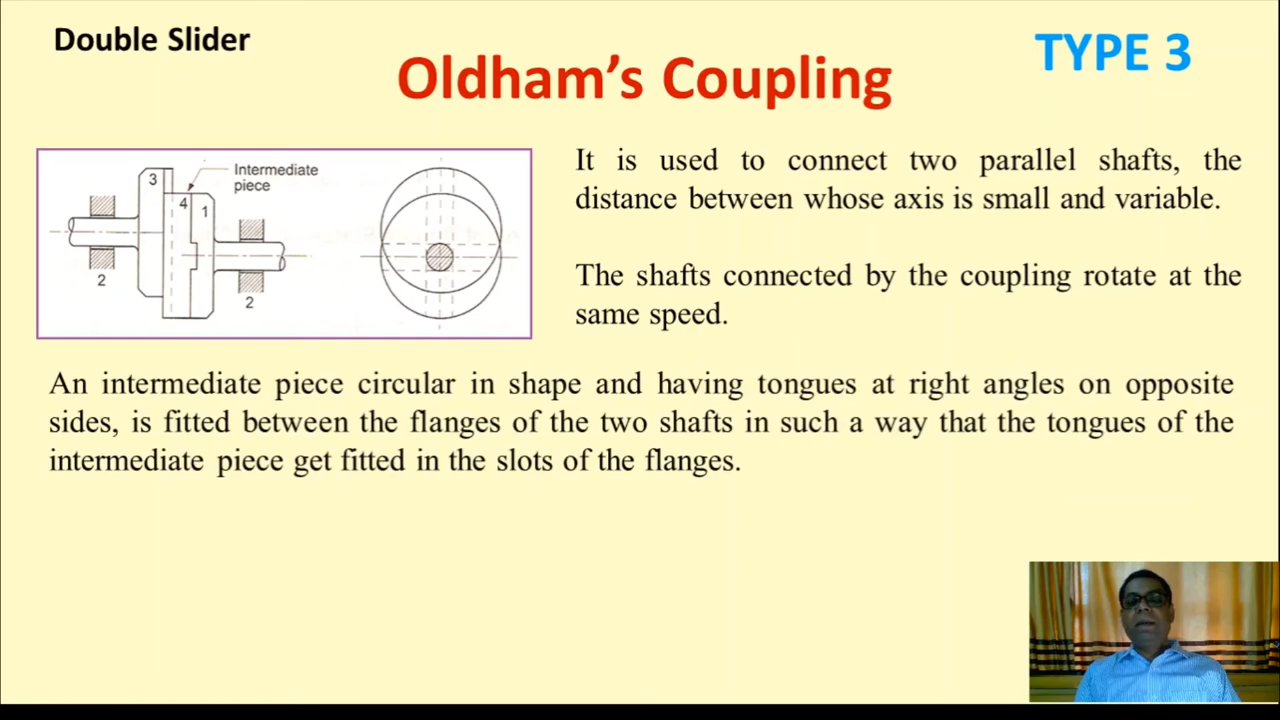 Double Slider
TYPE 3
Oldham's Coupling
Intermediate
piece
3
4
1
2
2
It is used to connect two parallel shafts, the
distance between whose axis is small and variable.
The shafts connected by the coupling rotate at the
same speed.
An intermediate piece circular in shape and having tongues at right angles on opposite
sides, is fitted between the flanges of the two shafts in such a way that the tongues of the
intermediate piece get fitted in the slots of the flanges.